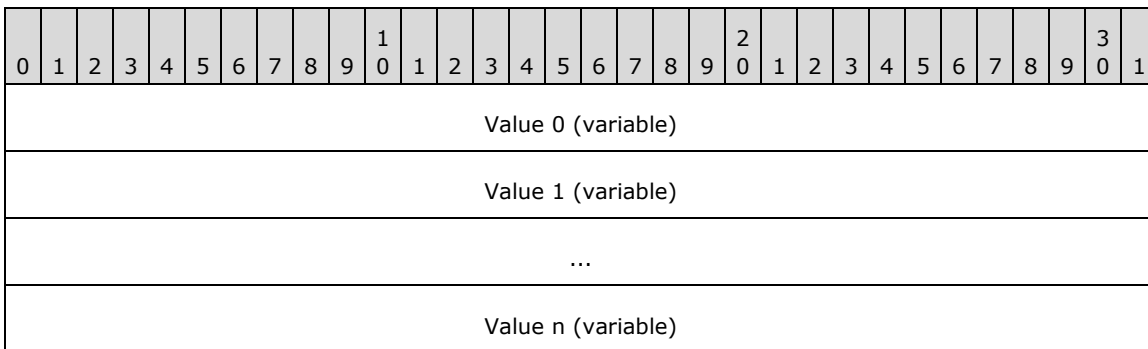 1 2 3
0 1 2 3 4 5 6 7 8 9 0 1 2 3 4 5 6 7 8 9 0 1 2 3 4 5 6 7 8 9 0 1
Value 0 (variable)
Value 1 (variable)
...
Value n (variable)